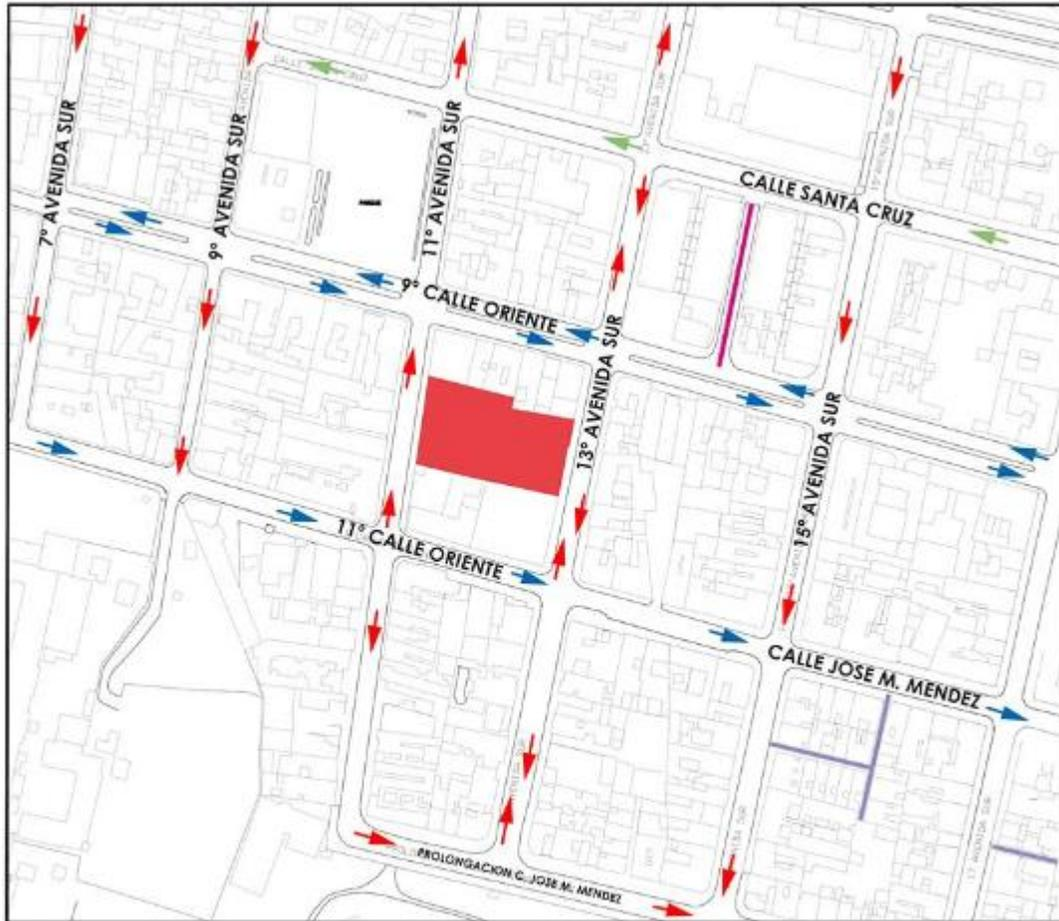 7° AVENIDA SUR
9° AVENIDA SUR
11° AVENIDA SUR
CALLE SANTA CRUZ
9° CALLE ORIENTE
13° AVENIDA SUR
15° AVENIDA SUR
11° CALLE ORIENTE
CALLE JOSE M. MENDEZ
PROLONGACION C. JOSE M. MENDEZ